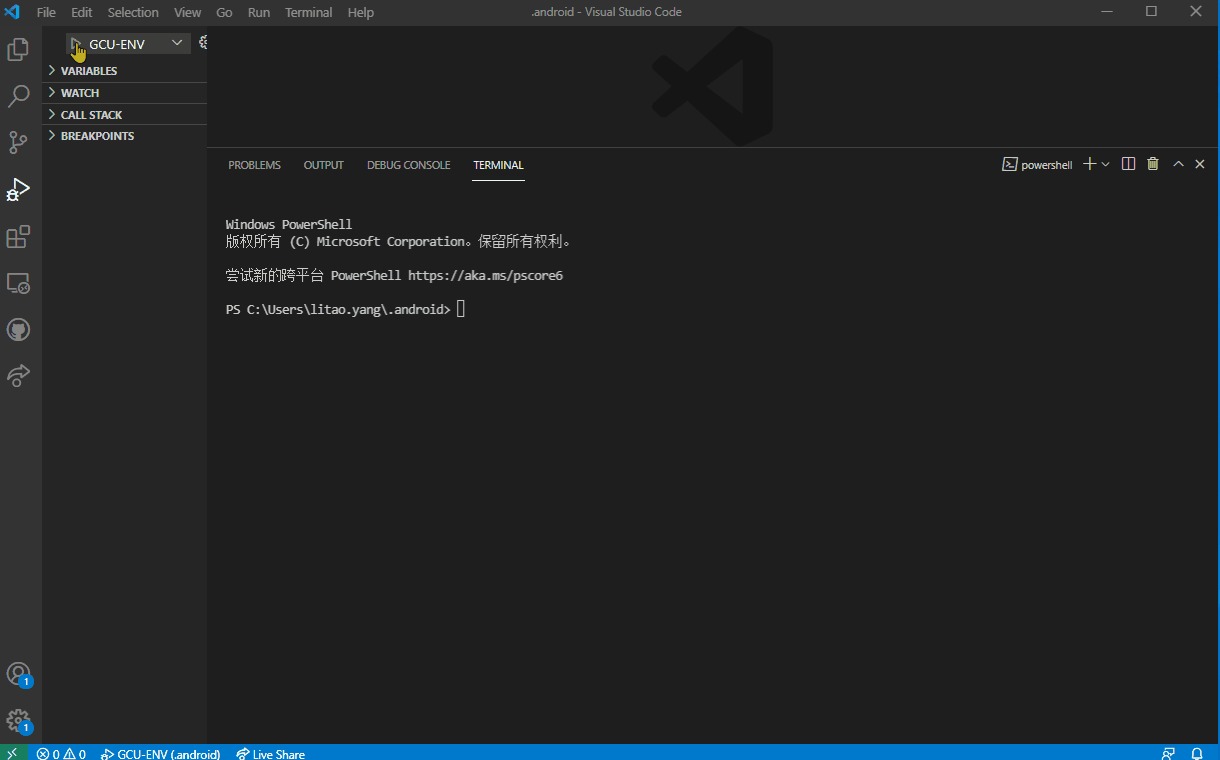 File Edit Selection View Go Run Terminal Help .android - Visual Studio Code
GCU-ENV
VARIABLES
WATCH
CALL STACK
BREAKPOINTS
PROBLEMS OUTPUT DEBUG CONSOLE TERMINAL powershell
Windows PowerShell
版权所有 (C) Microsoft Corporation。保留所有权利。
尝试新的跨平台 PowerShell https://aka.ms/pscore6
PS C:\Users\litao.yang\.android>
1
1
0 0 GCU-ENV (.android) Live Share